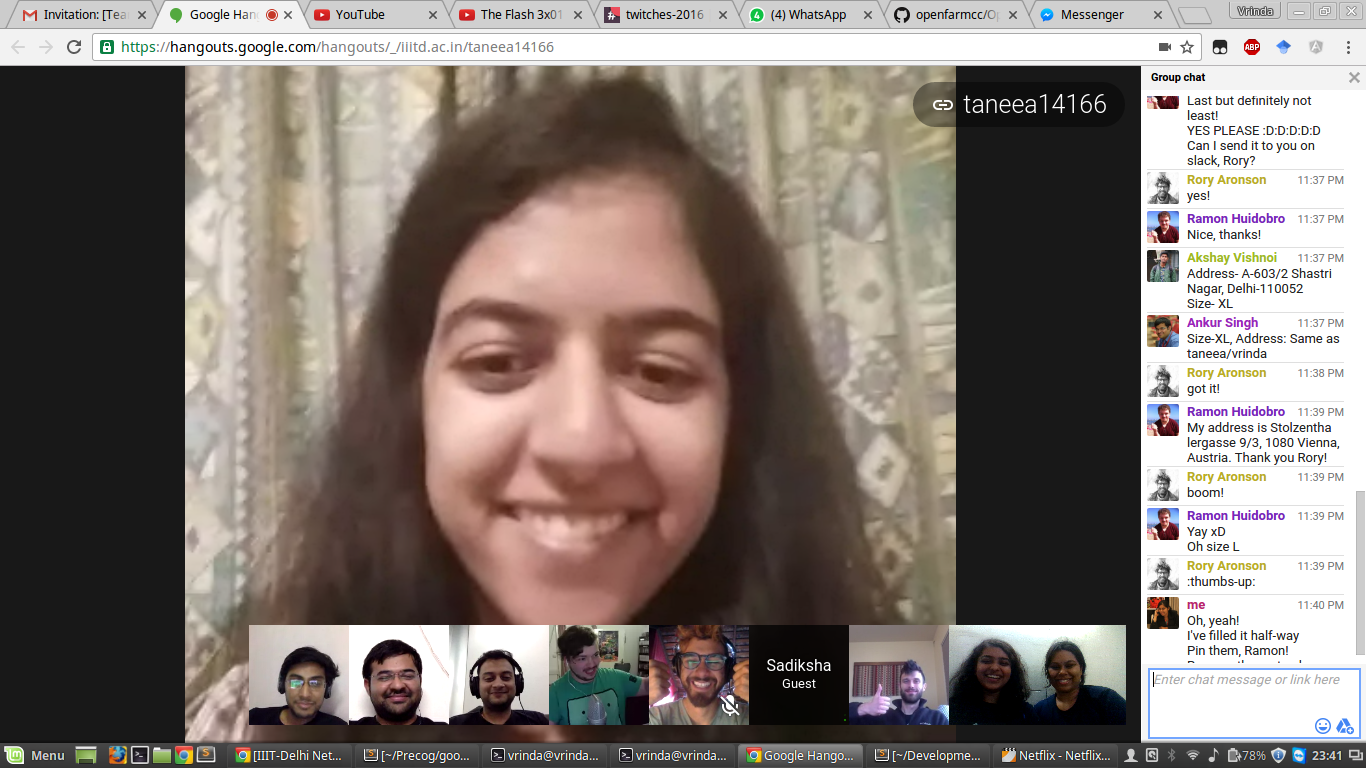 Invitation: [Tea
Google Hang
YouTube
The Flash 3x01
twitches-2016
(4) WhatsApp
openfarmcc/Op
Messenger
Vrinda
https://hangouts.google.com/hangouts/_/iiitd.ac.in/taneea14166
ABP
taneea14166
Group chat
Last but definitely not
least!
YES PLEASE :D:D:D:D:D
Can I send it to you on
slack, Rory?
Rory Aronson 11:37 PM
yes!
Ramon Huidobro 11:37 PM
Nice, thanks!
Akshay Vishnoi 11:37 PM
Address- A-603/2 Shastri
Nagar, Delhi-110052
Size- XL
Ankur Singh 11:37 PM
Size-XL, Address: Same as
taneea/vrinda
Rory Aronson 11:38 PM
got it!
Ramon Huidobro 11:39 PM
My address is Stolzentha
lergasse 9/3, 1080 Vienna,
Austria. Thank you Rory!
Rory Aronson 11:39 PM
boom!
Ramon Huidobro 11:39 PM
Yay xD
Oh size L
Rory Aronson 11:39 PM
:thumbs-up:
me 11:40 PM
Oh, yeah!
I've filled it half-way
Pin them, Ramon!
Enter chat message or link here
Sadiksha
Guest
Menu
[IIIT-Delhi Net...
[~/Precog/goo...
vrinda@vrinda...
vrinda@vrinda...
Google Hango...
[~/Developme...
Netflix - Netflix...
78%
23:41